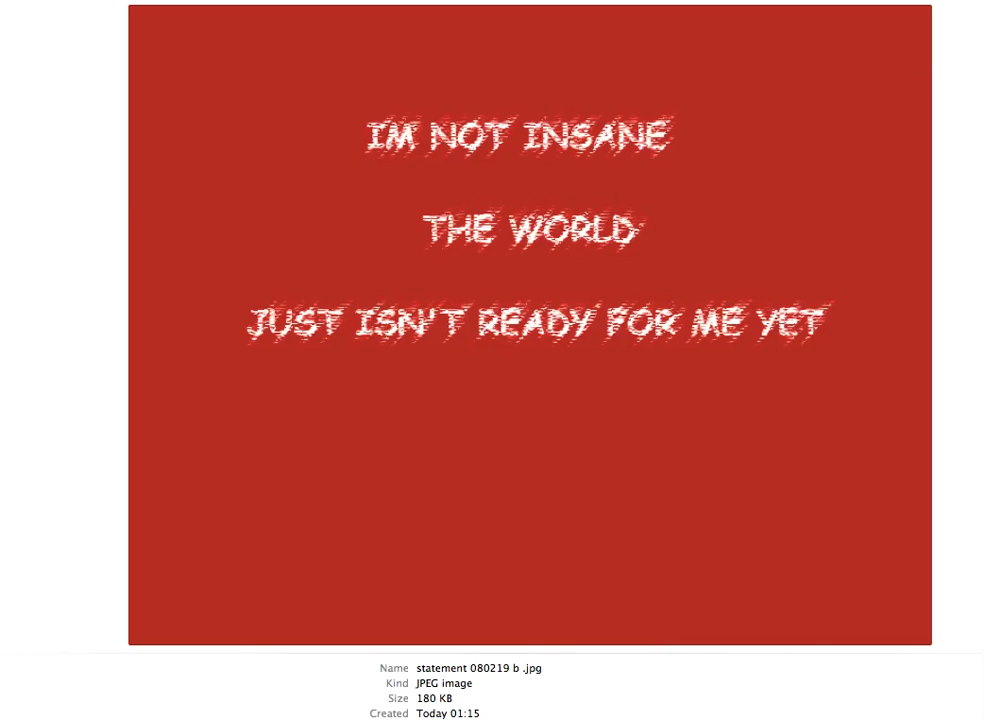 IM NOT INSANE
THE WORLD
JUST ISN'T READY FOR ME YET
Name statement 080219 b .jpg
Kind JPEG image
Size 180 KB
Created Today 01:15